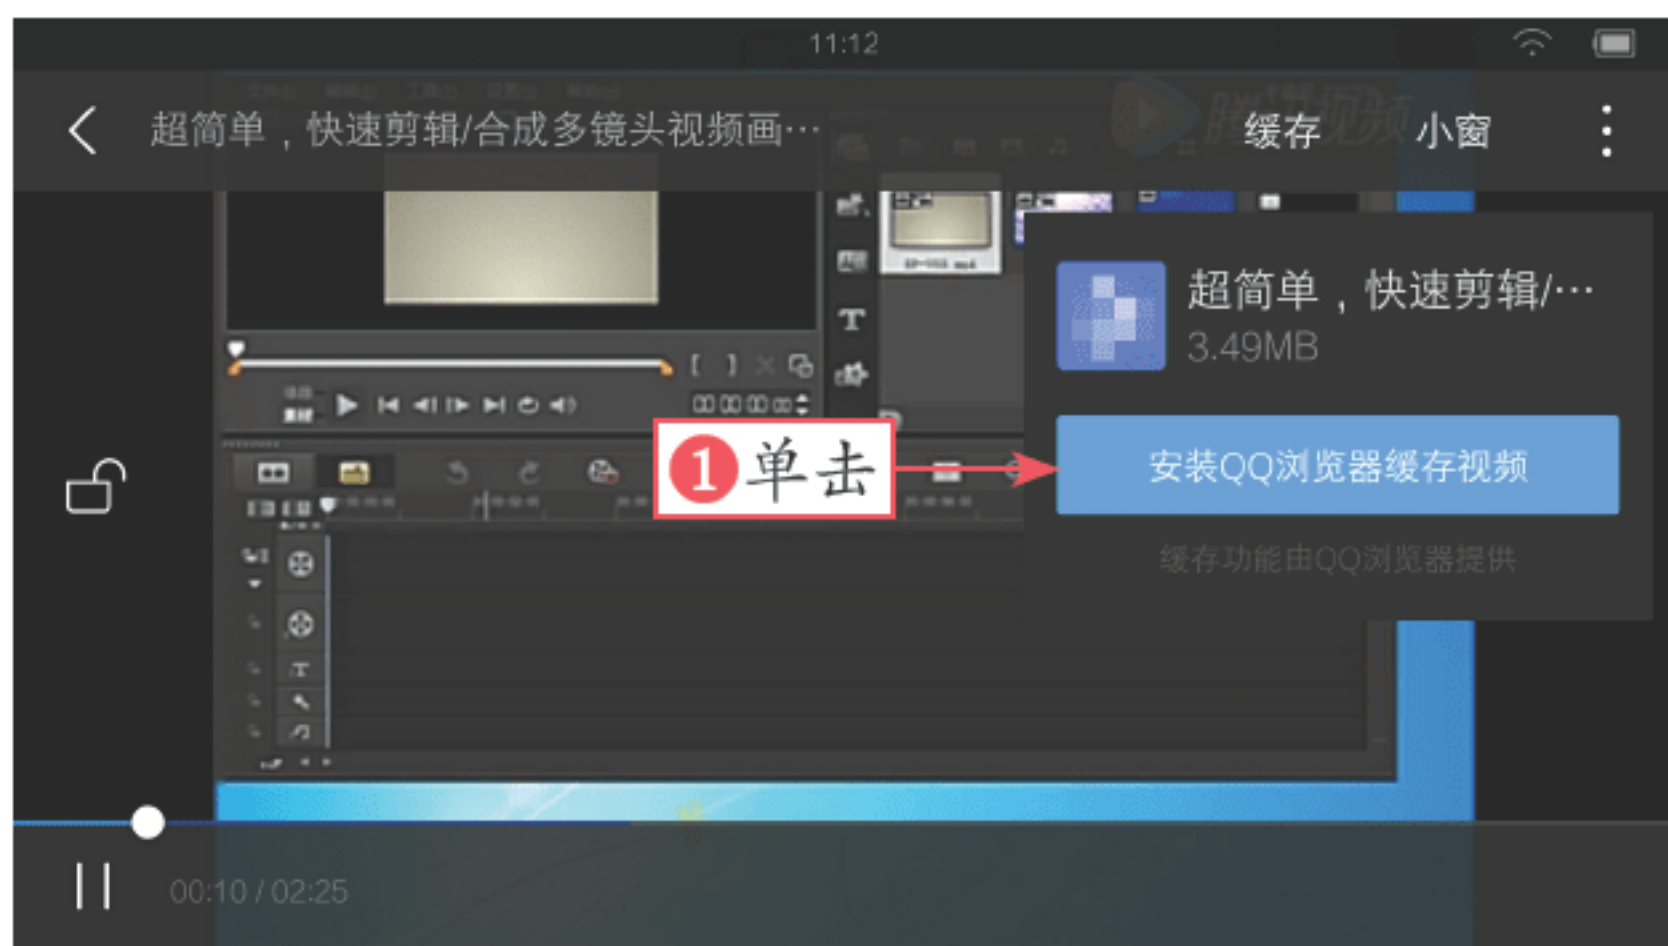 11:12
超简单，快速剪辑/合成多镜头视频画…
缓存
小窗
超简单，快速剪辑/…
3.49MB
1 单击
安装QQ浏览器缓存视频
缓存功能由QQ浏览器提供
00:10 / 02:25